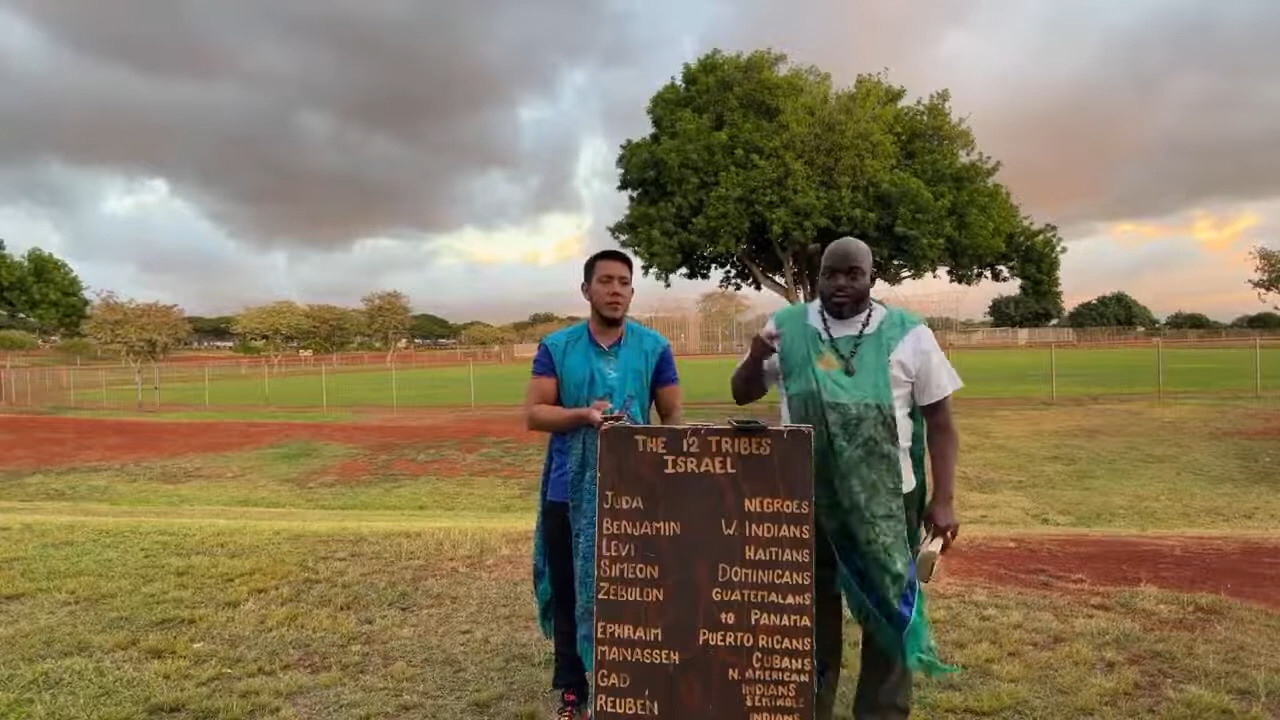 THE 12 TRIBES
ISRAEL
JUDA NEGROES
BENJAMIN W. INDIANS
LEVI HAITIANS
SIMEON DOMINICANS
ZEBULON GUATEMALANS
to PANAMA
EPHRAIM PUERTO RICANS
MANASSEH CUBANS
GAD N. AMERICAN
INDIANS
REUBEN SEMINOLE
INDIANS